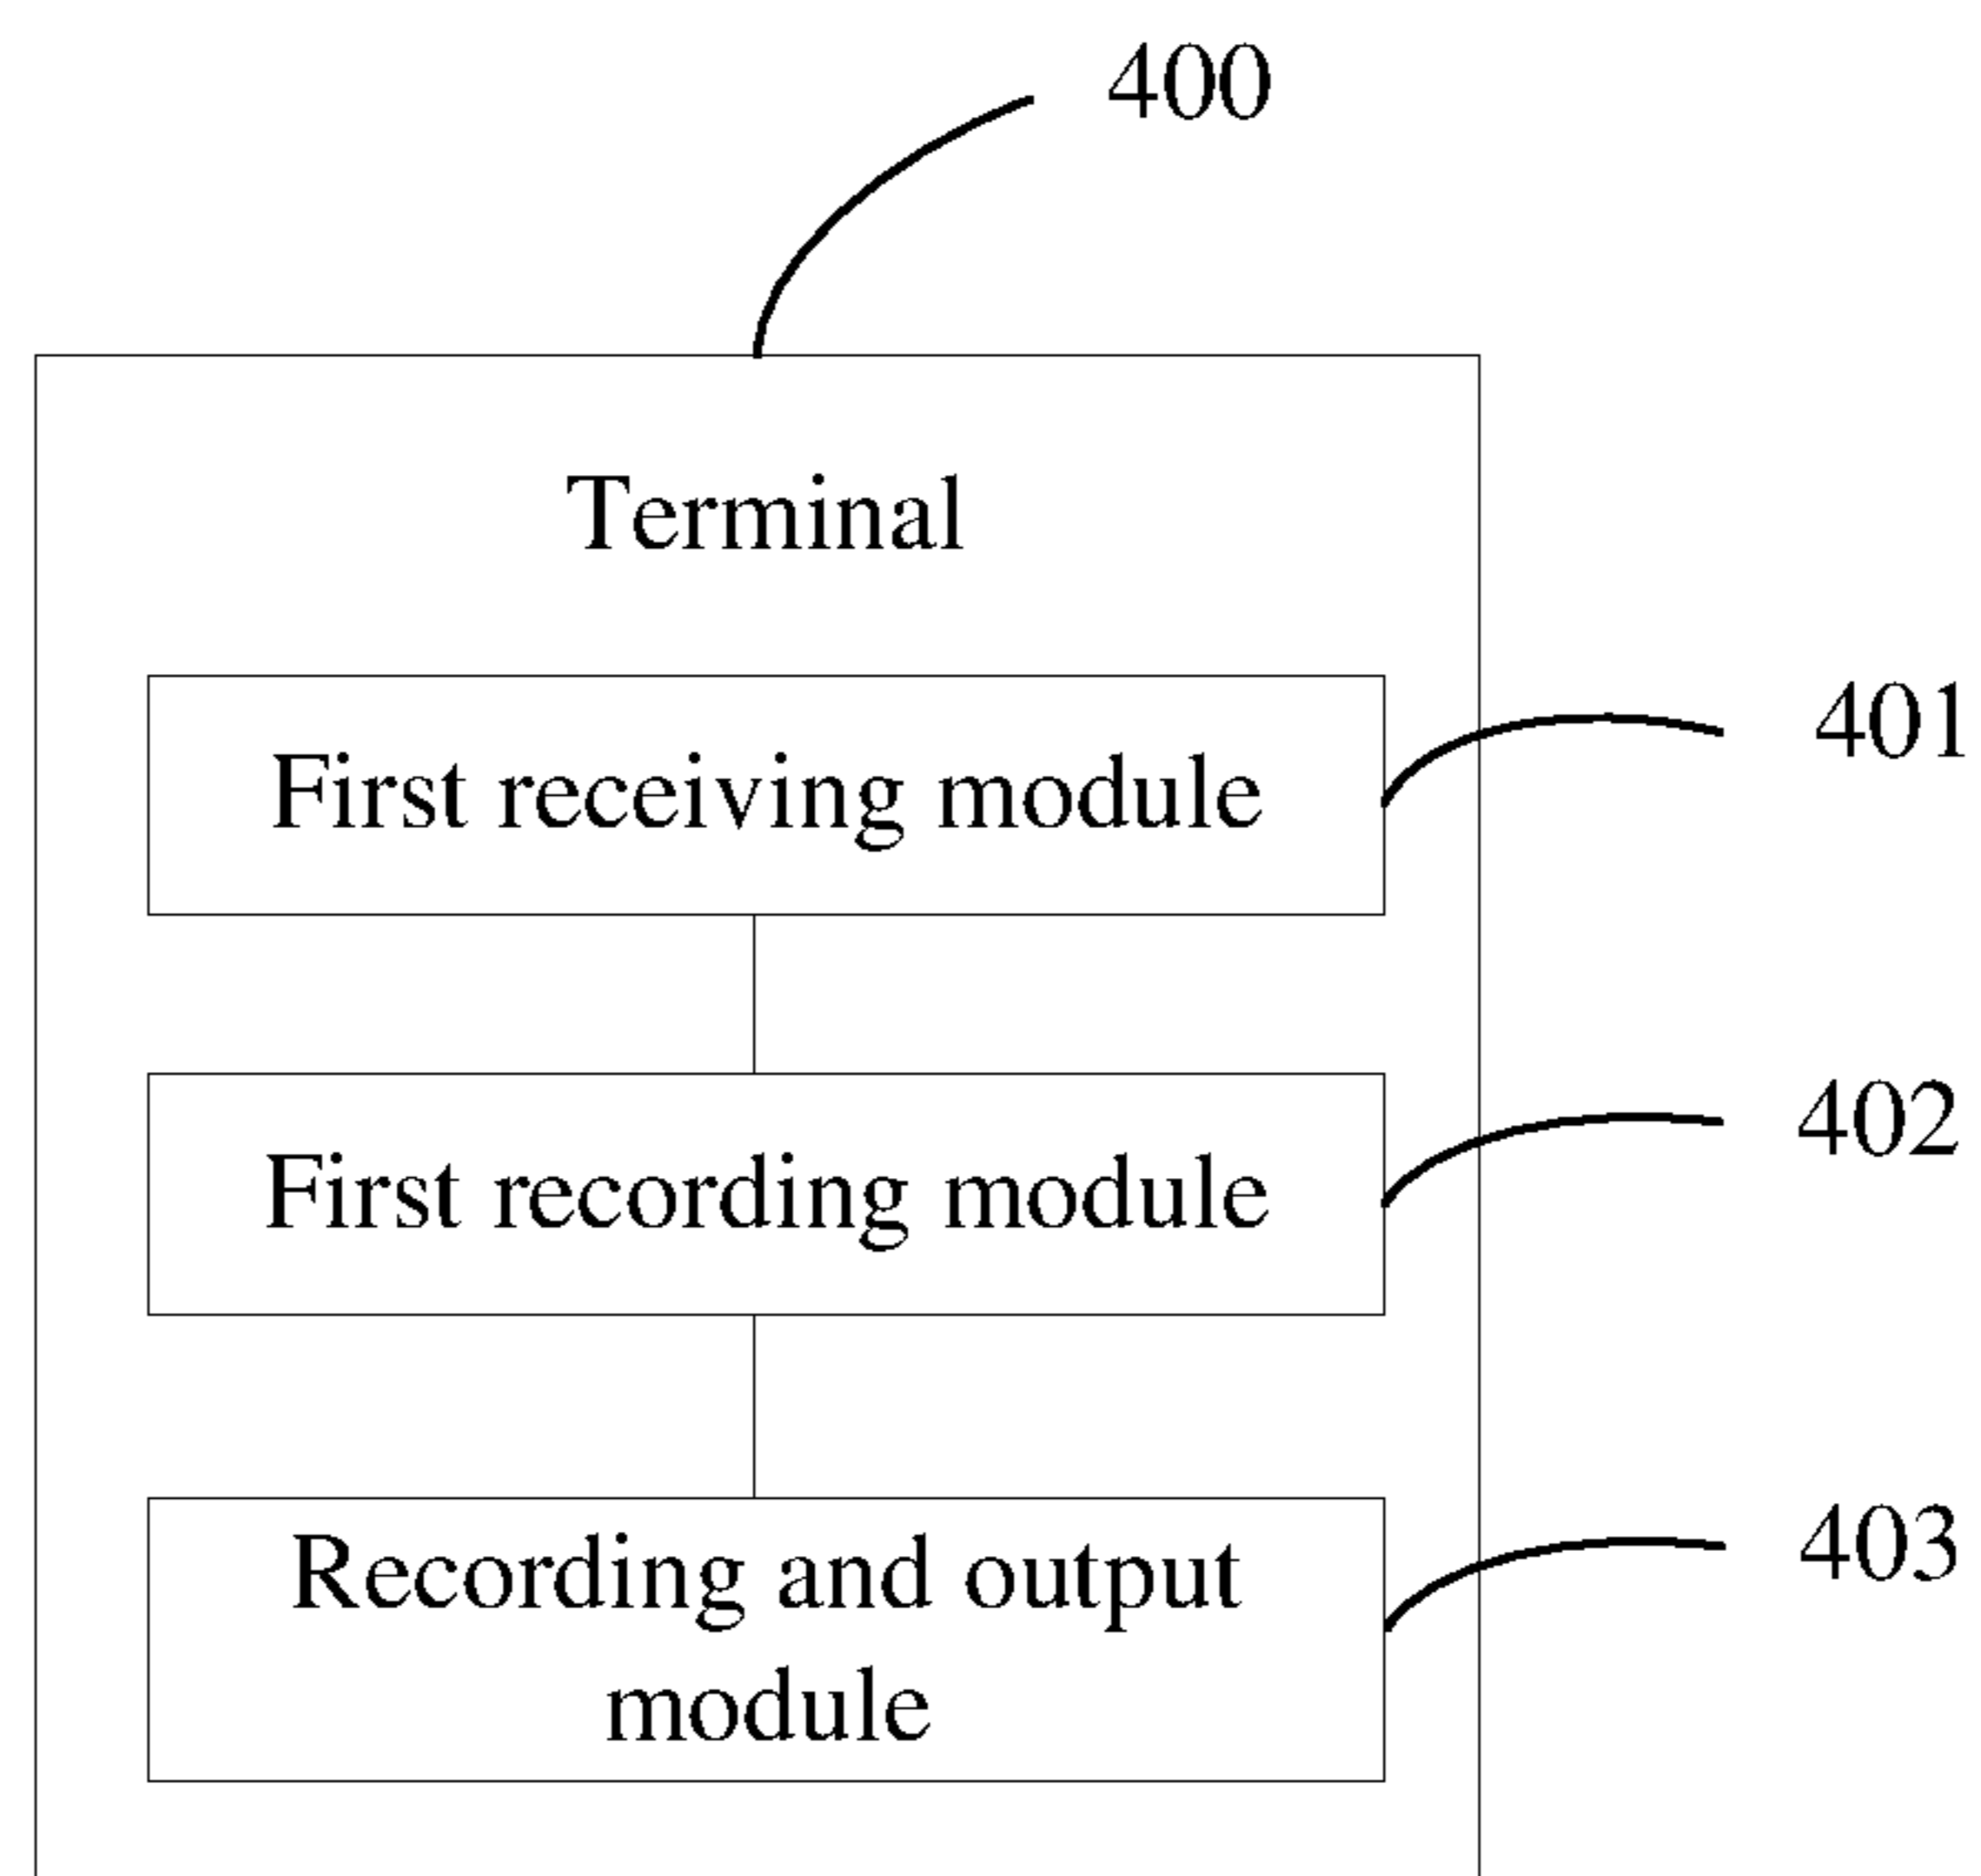 400
Terminal
First receiving module
401
First recording module
402
Recording and output
module
403